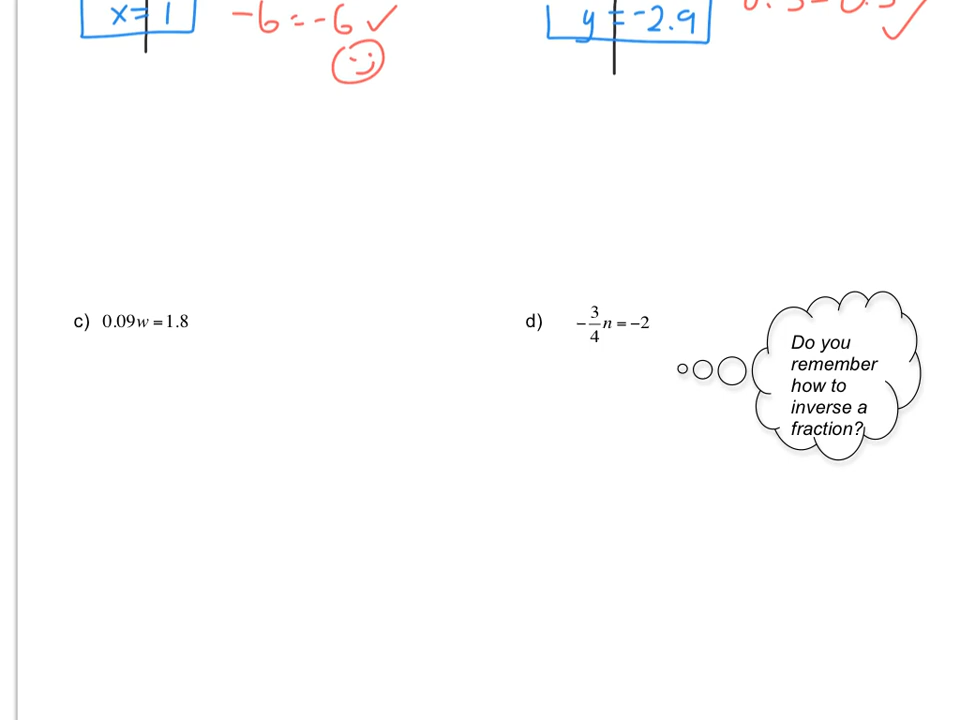 x = 1 -6 = -6 ✓
y = -2.9
c) 0.09w = 1.8
d) -3/4 n = -2
Do you
remember
how to
inverse a
fraction?